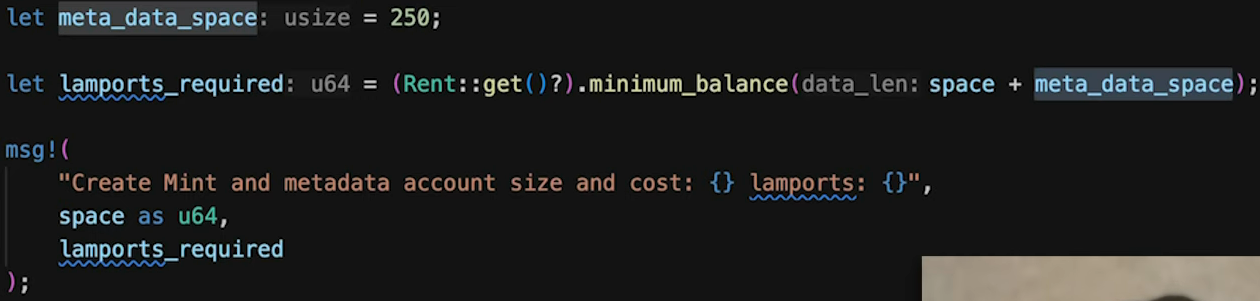 let meta_data_space: usize = 250;
let lamports_required: u64 = (Rent::get()?).minimum_balance(data_len: space + meta_data_space);
msg!(
"Create Mint and metadata account size and cost: {} lamports: {}",
space as u64,
lamports_required
);